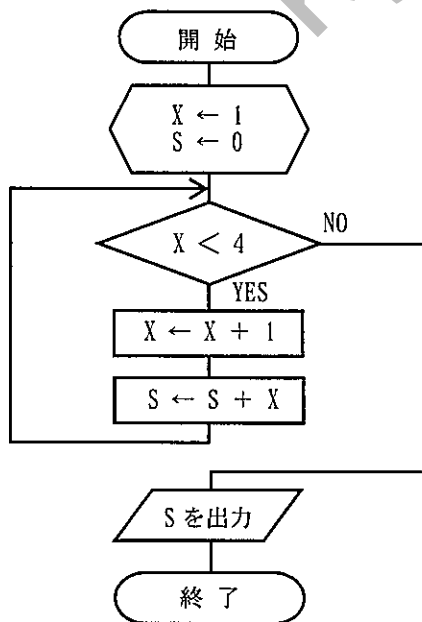 開始
X ← 1
S ← 0
X < 4
NO
YES
X ← X + 1
S ← S + X
Sを出力
終了